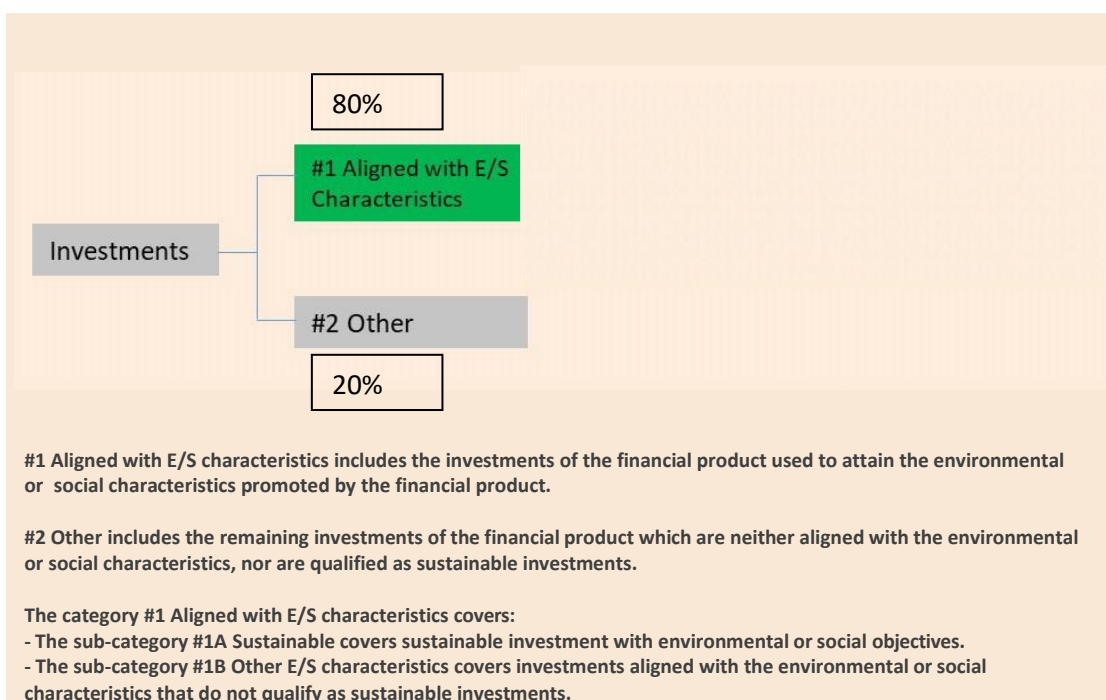 80%
#1 Aligned with E/S
Characteristics
Investments
#2 Other
20%
#1 Aligned with E/S characteristics includes the investments of the financial product used to attain the environmental
or social characteristics promoted by the financial product.
#2 Other includes the remaining investments of the financial product which are neither aligned with the environmental
or social characteristics, nor are qualified as sustainable investments.
The category #1 Aligned with E/S characteristics covers:
- The sub-category #1A Sustainable covers sustainable investment with environmental or social objectives.
- The sub-category #1B Other E/S characteristics covers investments aligned with the environmental or social
characteristics that do not qualify as sustainable investments.